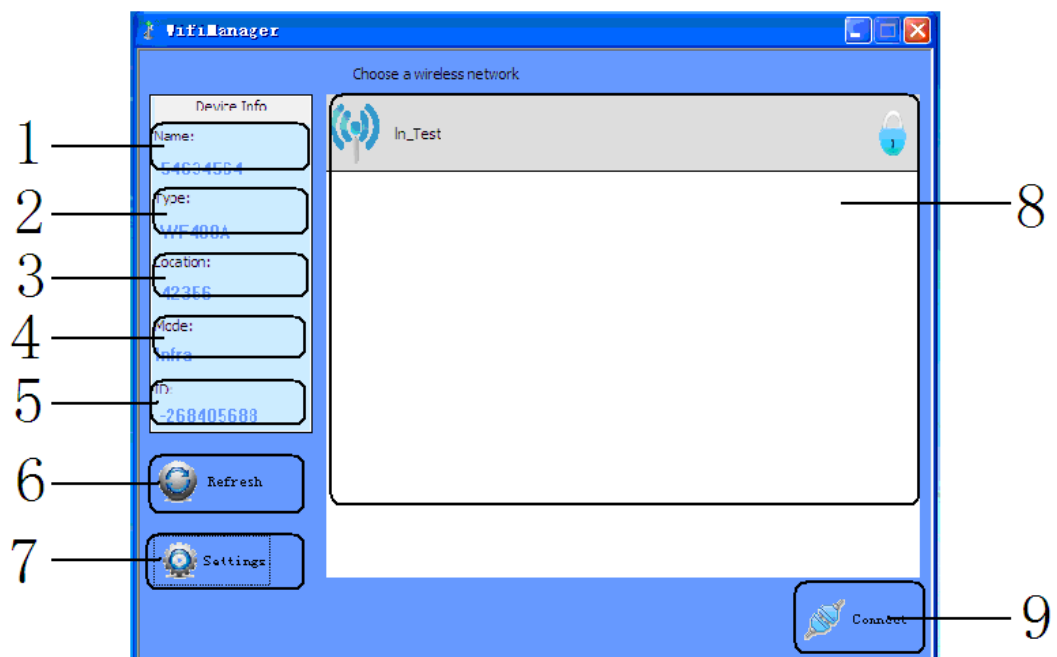 WifiManager
Choose a wireless network
Device Info
1
Name:
54634564
2
Type:
WF400A
3
Location:
42356
4
Mode:
Infra
5
ID:
-268405688
6
Refresh
7
Settings
In_Test
1
8
Connect
9